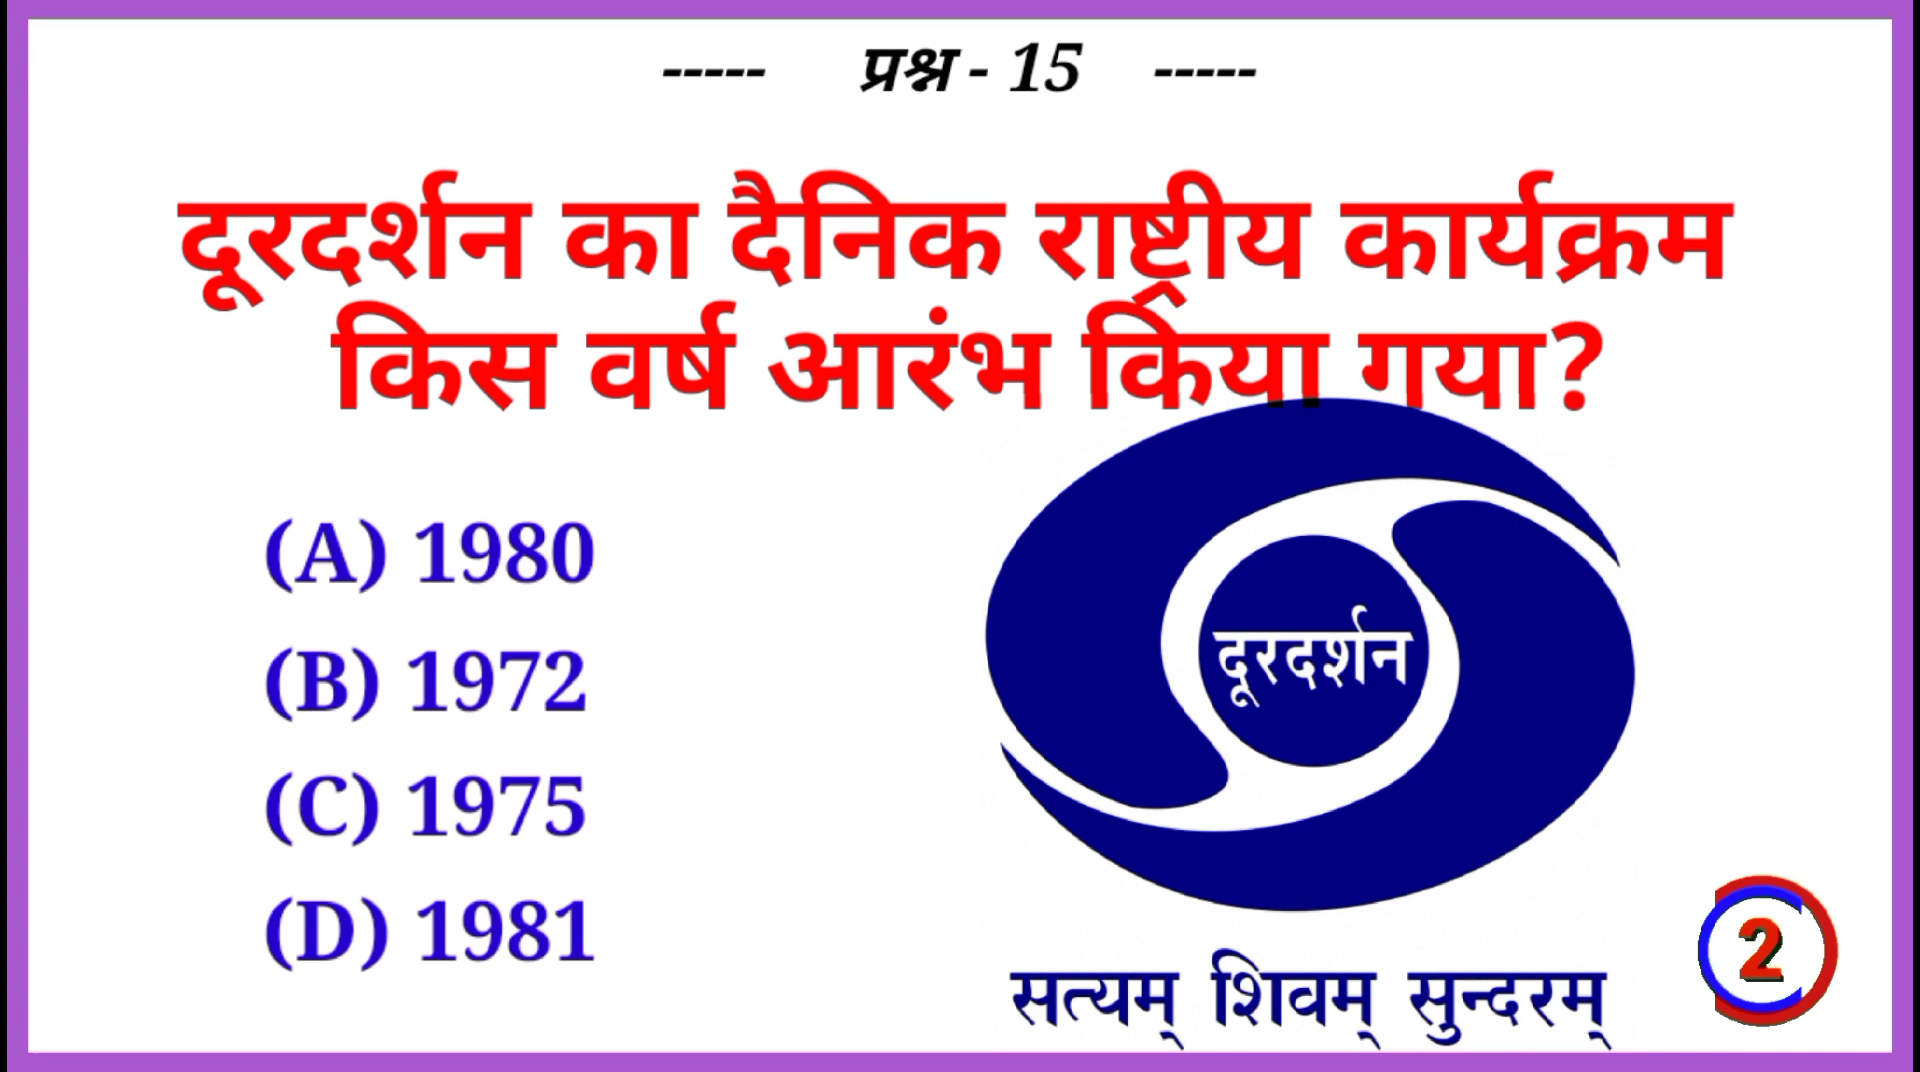 ----- प्रश्न - 15 -----
दूरदर्शन का दैनिक राष्ट्रीय कार्यक्रम
किस वर्ष आरंभ किया गया?
(A) 1980
(B) 1972
(C) 1975
(D) 1981
दूरदर्शन
सत्यम् शिवम् सुन्दरम्
2